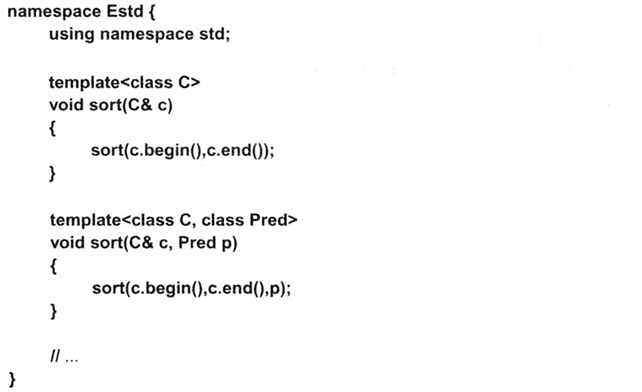 namespace Estd {
using namespace std;
template<class C>
void sort(C& c)
{
sort(c.begin(),c.end());
}
template<class C, class Pred>
void sort(C& c, Pred p)
{
sort(c.begin(),c.end(),p);
}
// ...
}